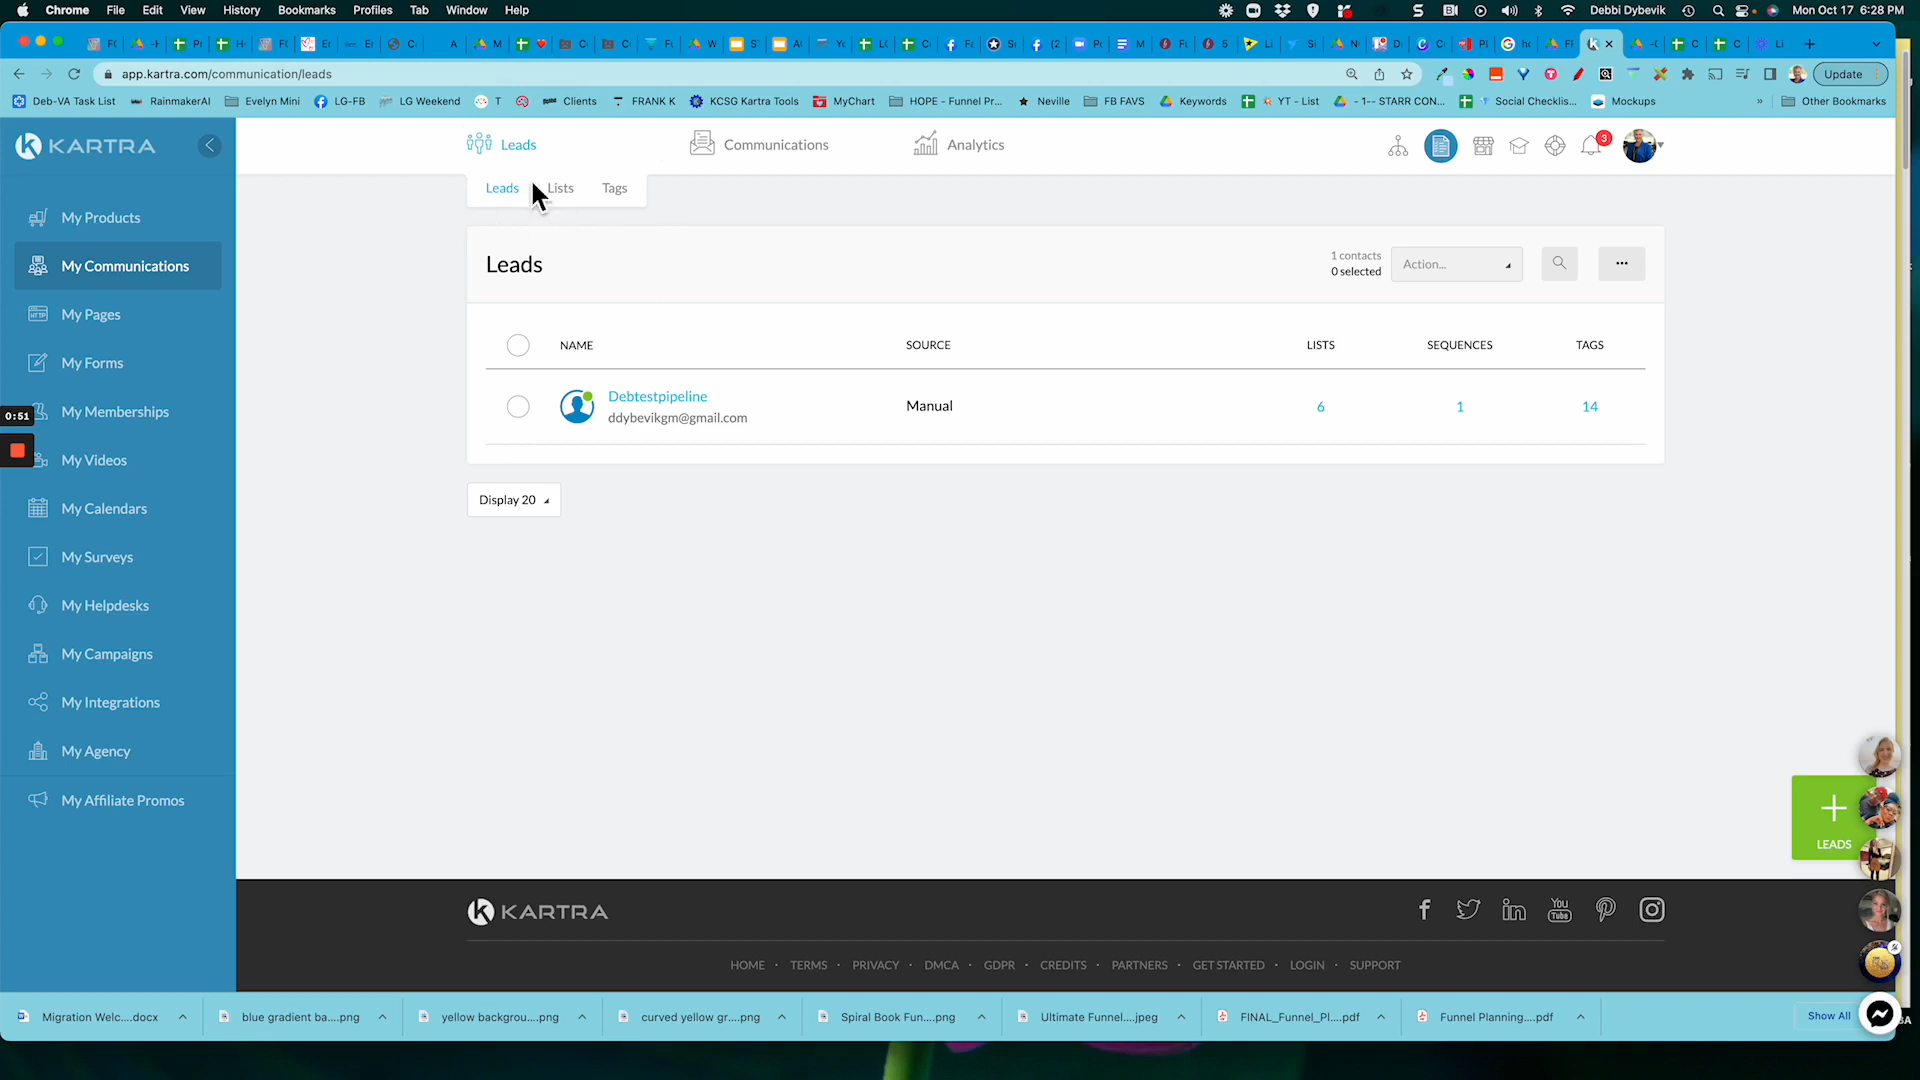 Chrome File Edit View History Bookmarks Profiles Tab Window Help
Debbi Dybevik Mon Oct 17 6:28 PM
app.kartra.com/communication/leads
Update
Deb-VA Task List RainmakerAI Evelyn Mini LG-FB LG Weekend T Clients FRANK K KCSG Kartra Tools MyChart HOPE - Funnel Pr... Neville FB FAVS Keywords YT - List - 1-- STARR CON... Social Checklis... Mockups » Other Bookmarks
KARTRA
Leads
Communications
Analytics
3
Leads
Lists
Tags
My Products
My Communications
My Pages
My Forms
My Memberships
My Videos
My Calendars
My Surveys
My Helpdesks
My Campaigns
My Integrations
My Agency
My Affiliate Promos
0:51
Leads
1 contacts
0 selected
Action...
NAME SOURCE LISTS SEQUENCES TAGS
Debtestpipeline
ddybevikgm@gmail.com
Manual 6 1 14
Display 20
+
LEADS
KARTRA
You
Tube
HOME · TERMS · PRIVACY · DMCA · GDPR · CREDITS · PARTNERS · GET STARTED · LOGIN · SUPPORT
Migration Welc....docx
blue gradient ba....png
yellow backgrou....png
curved yellow gr....png
Spiral Book Fun....png
Ultimate Funnel....jpeg
FINAL_Funnel_Pl....pdf
Funnel Planning....pdf
Show All